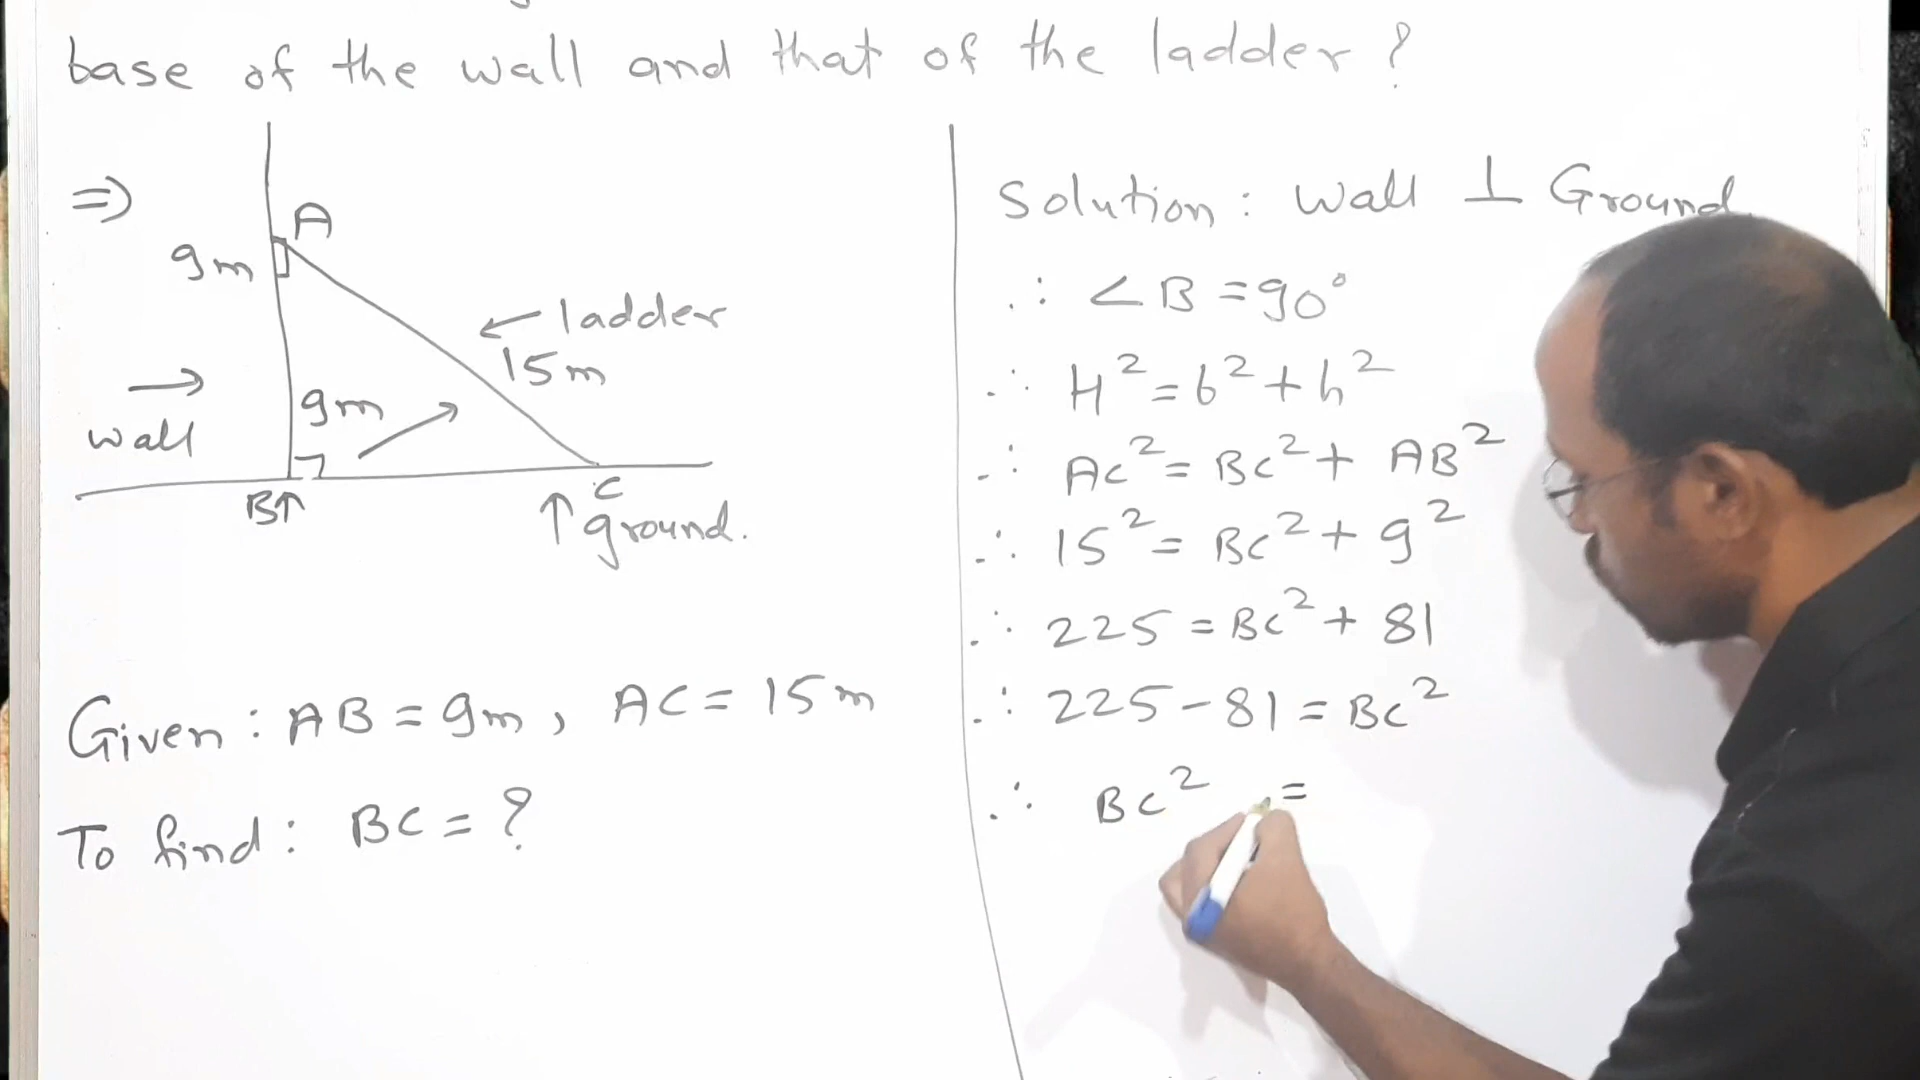 base of the wall and that of the ladder ?
⇒
A
9m
← ladder
15m
→
wall
9m
B↑
C
↑ ground.
Given : AB = 9m, AC = 15m
To find : BC = ?
Solution : Wall ⊥ Ground
∴ ∠B = 90°
∴ H² = b² + h²
∴ AC² = BC² + AB²
∴ 15² = BC² + 9²
∴ 225 = BC² + 81
∴ 225 - 81 = BC²
∴ BC² =